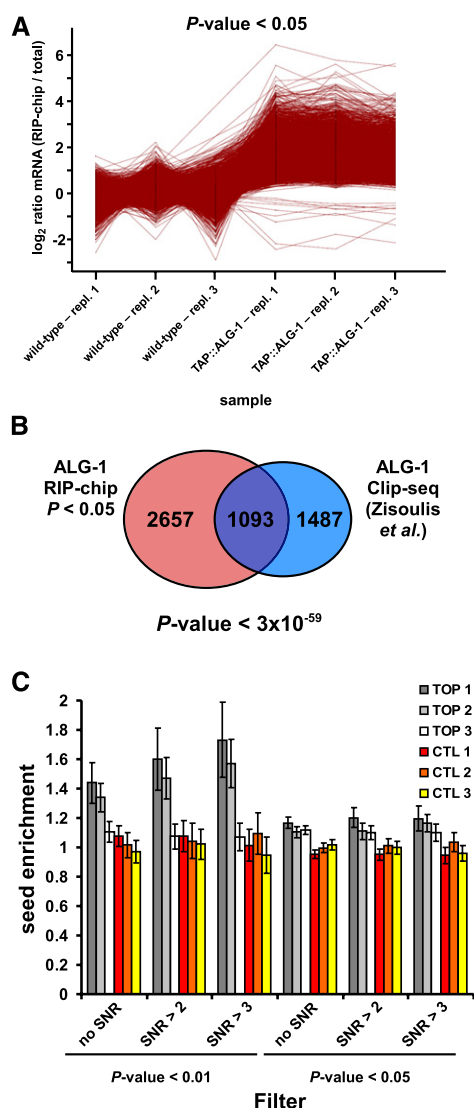 A
P-value < 0.05
log2 ratio mRNA (RIP-chip / total)
6
4
2
0
-2
wild-type – repl. 1
wild-type – repl. 2
wild-type – repl. 3
TAP::ALG-1 – repl. 1
TAP::ALG-1 – repl. 2
TAP::ALG-1 – repl. 3
sample
B
ALG-1
RIP-chip
P < 0.05
2657
1093
1487
ALG-1
Clip-seq
(Zisoulis
et al.)
P-value < 3x10-59
C
seed enrichment
2
1.8
1.6
1.4
1.2
1
0.8
0.6
0.4
0.2
0
TOP 1
TOP 2
TOP 3
CTL 1
CTL 2
CTL 3
no SNR
SNR > 2
SNR > 3
no SNR
SNR > 2
SNR > 3
P-value < 0.01
P-value < 0.05
Filter